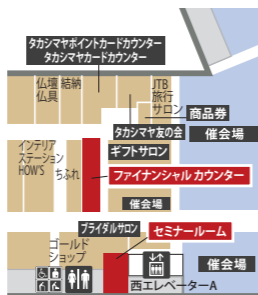 タカシマヤポイントカードカウンター
タカシマヤカードカウンター
仏壇
仏具
結納
JTB
旅行
サロン
商品券
タカシマヤ友の会
催会場
ギフトサロン
インテリア
ステーション
HOW'S
ちふれ
ファイナンシャル カウンター
催会場
ブライダルサロン
セミナールーム
ゴールド
ショップ
催会場
西エレベーターA